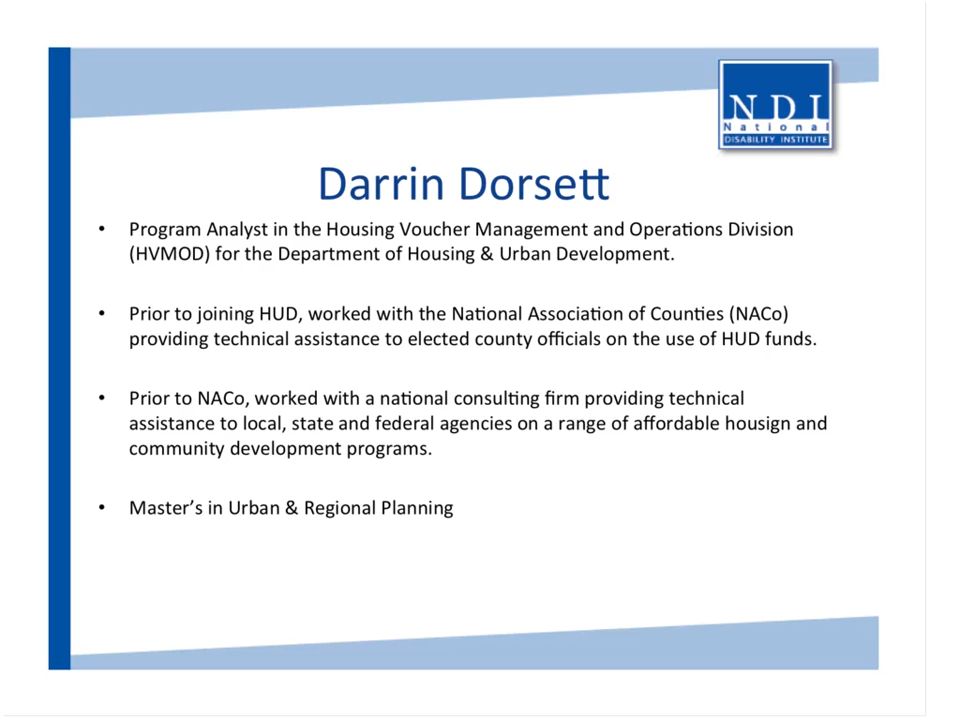 NDI
National
DISABILITY INSTITUTE
Darrin Dorsett
• Program Analyst in the Housing Voucher Management and Operations Division
(HVMOD) for the Department of Housing & Urban Development.
• Prior to joining HUD, worked with the National Association of Counties (NACo)
providing technical assistance to elected county officials on the use of HUD funds.
• Prior to NACo, worked with a national consulting firm providing technical
assistance to local, state and federal agencies on a range of affordable housign and
community development programs.
• Master’s in Urban & Regional Planning